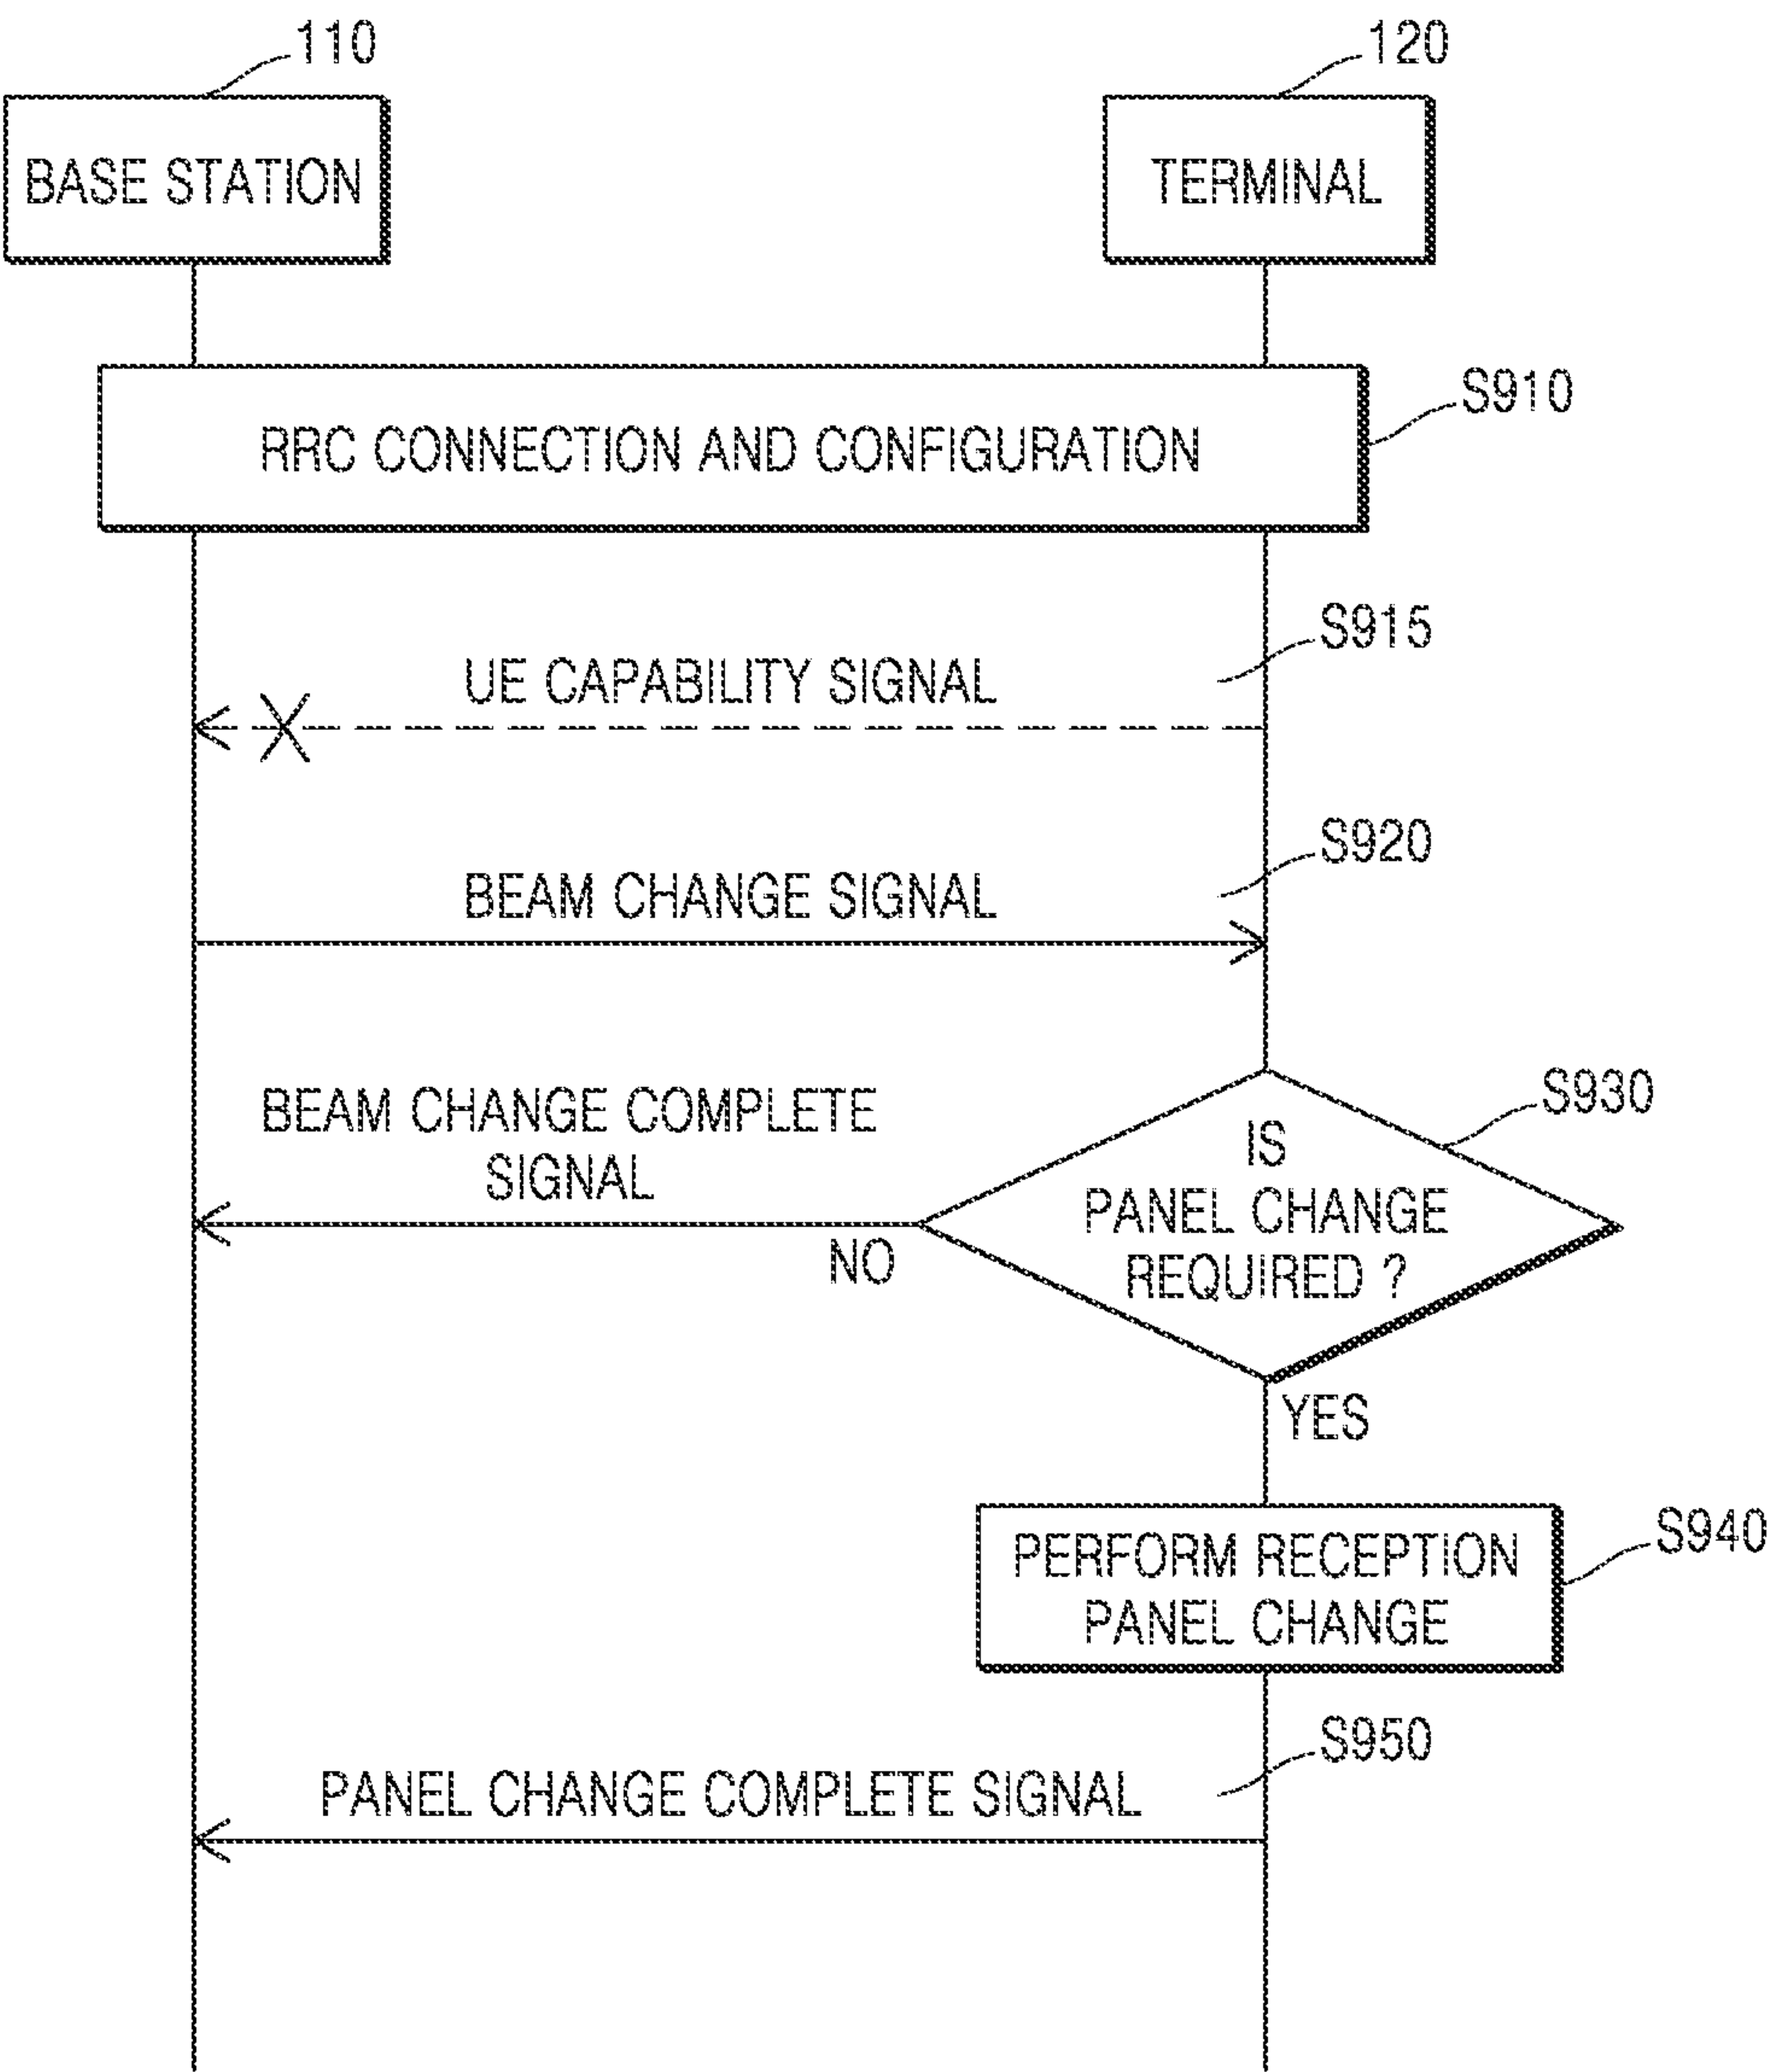 110
120
BASE STATION
TERMINAL
RRC CONNECTION AND CONFIGURATION
S910
S915
UE CAPABILITY SIGNAL
S920
BEAM CHANGE SIGNAL
BEAM CHANGE COMPLETE
SIGNAL
NO
S930
IS
PANEL CHANGE
REQUIRED ?
YES
PERFORM RECEPTION
PANEL CHANGE
S940
S950
PANEL CHANGE COMPLETE SIGNAL